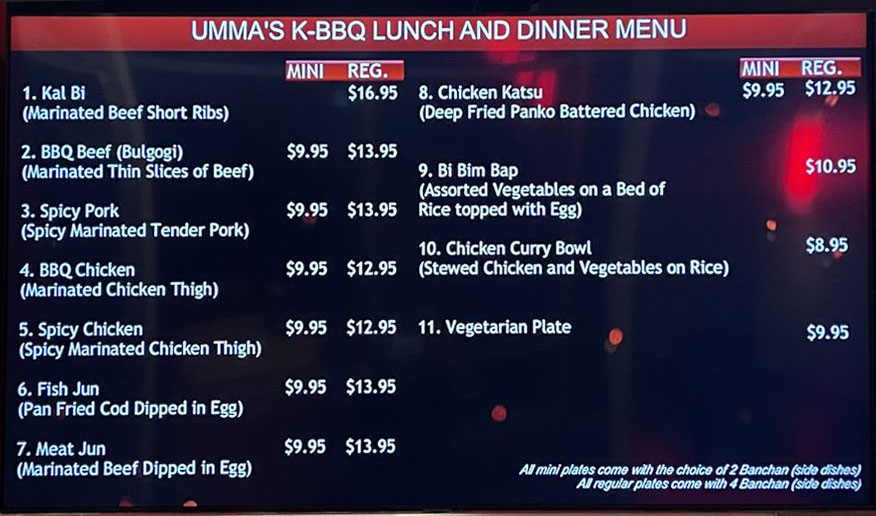 UMMA'S K-BBQ LUNCH AND DINNER MENU
MINI REG.
1. Kal Bi $16.95
(Marinated Beef Short Ribs)
2. BBQ Beef (Bulgogi) $9.95 $13.95
(Marinated Thin Slices of Beef)
3. Spicy Pork $9.95 $13.95
(Spicy Marinated Tender Pork)
4. BBQ Chicken $9.95 $12.95
(Marinated Chicken Thigh)
5. Spicy Chicken $9.95 $12.95
(Spicy Marinated Chicken Thigh)
6. Fish Jun $9.95 $13.95
(Pan Fried Cod Dipped in Egg)
7. Meat Jun $9.95 $13.95
(Marinated Beef Dipped in Egg)
MINI REG.
8. Chicken Katsu $9.95 $12.95
(Deep Fried Panko Battered Chicken)
9. Bi Bim Bap $10.95
(Assorted Vegetables on a Bed of
Rice topped with Egg)
10. Chicken Curry Bowl $8.95
(Stewed Chicken and Vegetables on Rice)
11. Vegetarian Plate $9.95
All mini plates come with the choice of 2 Banchan (side dishes)
All regular plates come with 4 Banchan (side dishes)